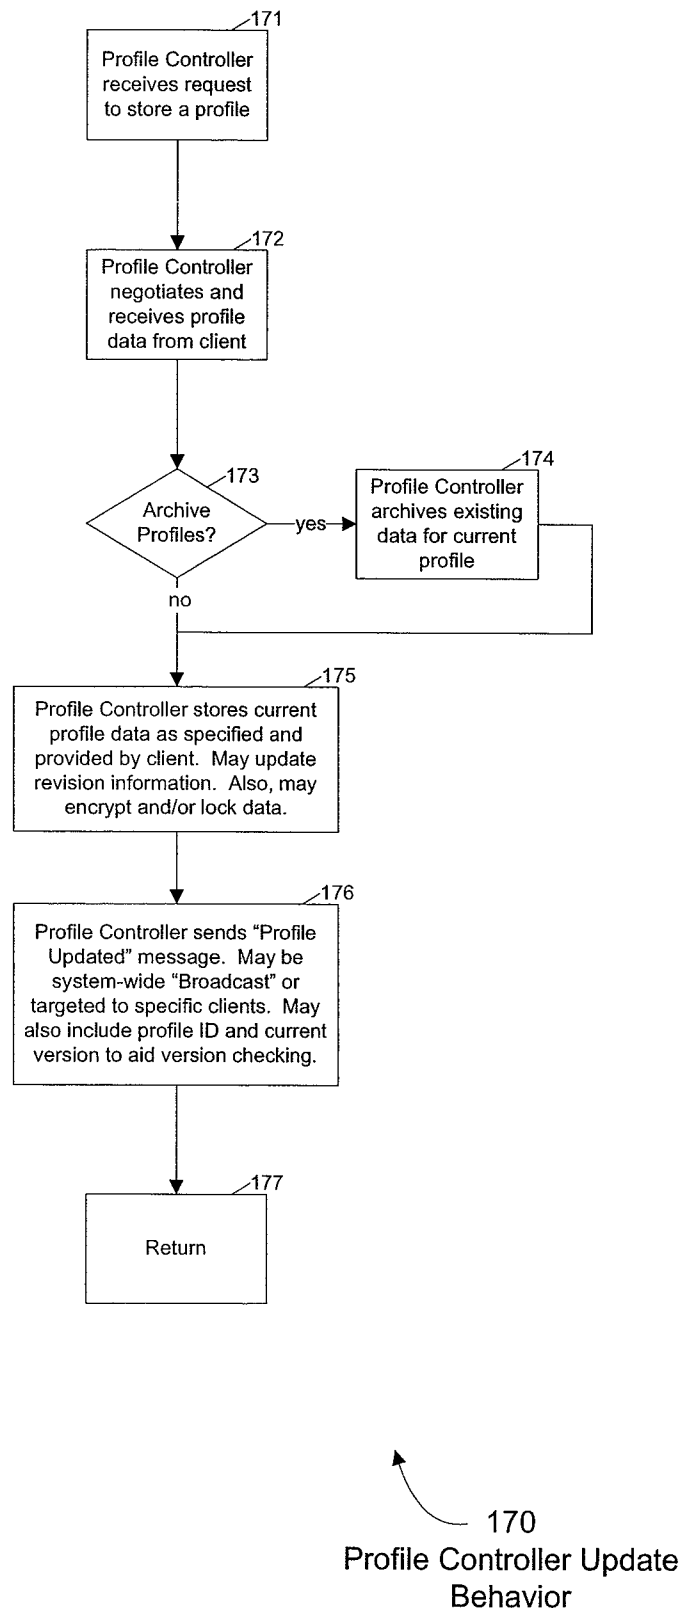 171
Profile Controller
receives request
to store a profile
172
Profile Controller
negotiates and
receives profile
data from client
173
Archive
Profiles?
yes
174
Profile Controller
archives existing
data for current
profile
no
175
Profile Controller stores current
profile data as specified and
provided by client. May update
revision information. Also, may
encrypt and/or lock data.
176
Profile Controller sends “Profile
Updated” message. May be
system-wide “Broadcast” or
targeted to specific clients. May
also include profile ID and current
version to aid version checking.
177
Return
170
Profile Controller Update
Behavior